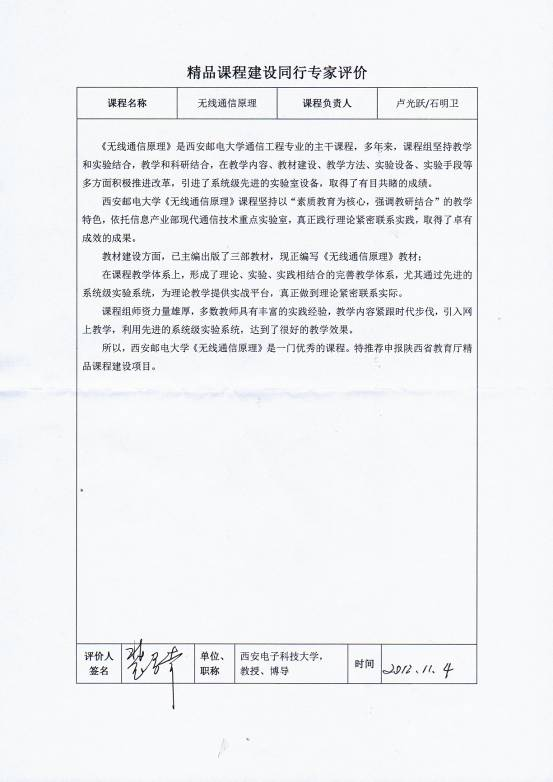 精品课程建设同行专家评价
课程名称 无线通信原理 课程负责人 卢光跃/石明卫
《无线通信原理》是西安邮电大学通信工程专业的主干课程，多年来，课程组坚持教学
和实验结合，教学和科研结合，在教学内容、教材建设、教学方法、实验设备、实验手段等
多方面积极推进改革，引进了系统级先进的实验室设备，取得了有目共睹的成绩。
西安邮电大学《无线通信原理》课程坚持以“素质教育为核心，强调教研结合”的教学
特色，依托信息产业部现代通信技术重点实验室，真正践行理论紧密联系实践，取得了卓有
成效的成果。
教材建设方面，已主编出版了三部教材，现正编写《无线通信原理》教材；
在课程教学体系上，形成了理论、实验、实践相结合的完善教学体系，尤其通过先进的
系统级实验系统，为理论教学提供实战平台，真正做到理论紧密联系实际。
课程组师资力量雄厚，多数教师具有丰富的实践经验，教学内容紧跟时代步伐，引入网
上教学，利用先进的系统级实验系统，达到了很好的教学效果。
所以，西安邮电大学《无线通信原理》是一门优秀的课程。特推荐申报陕西省教育厅精
品课程建设项目。
评价人 单位、 西安电子科技大学， 时间 2012.11.4
签名 职称 教授、博导